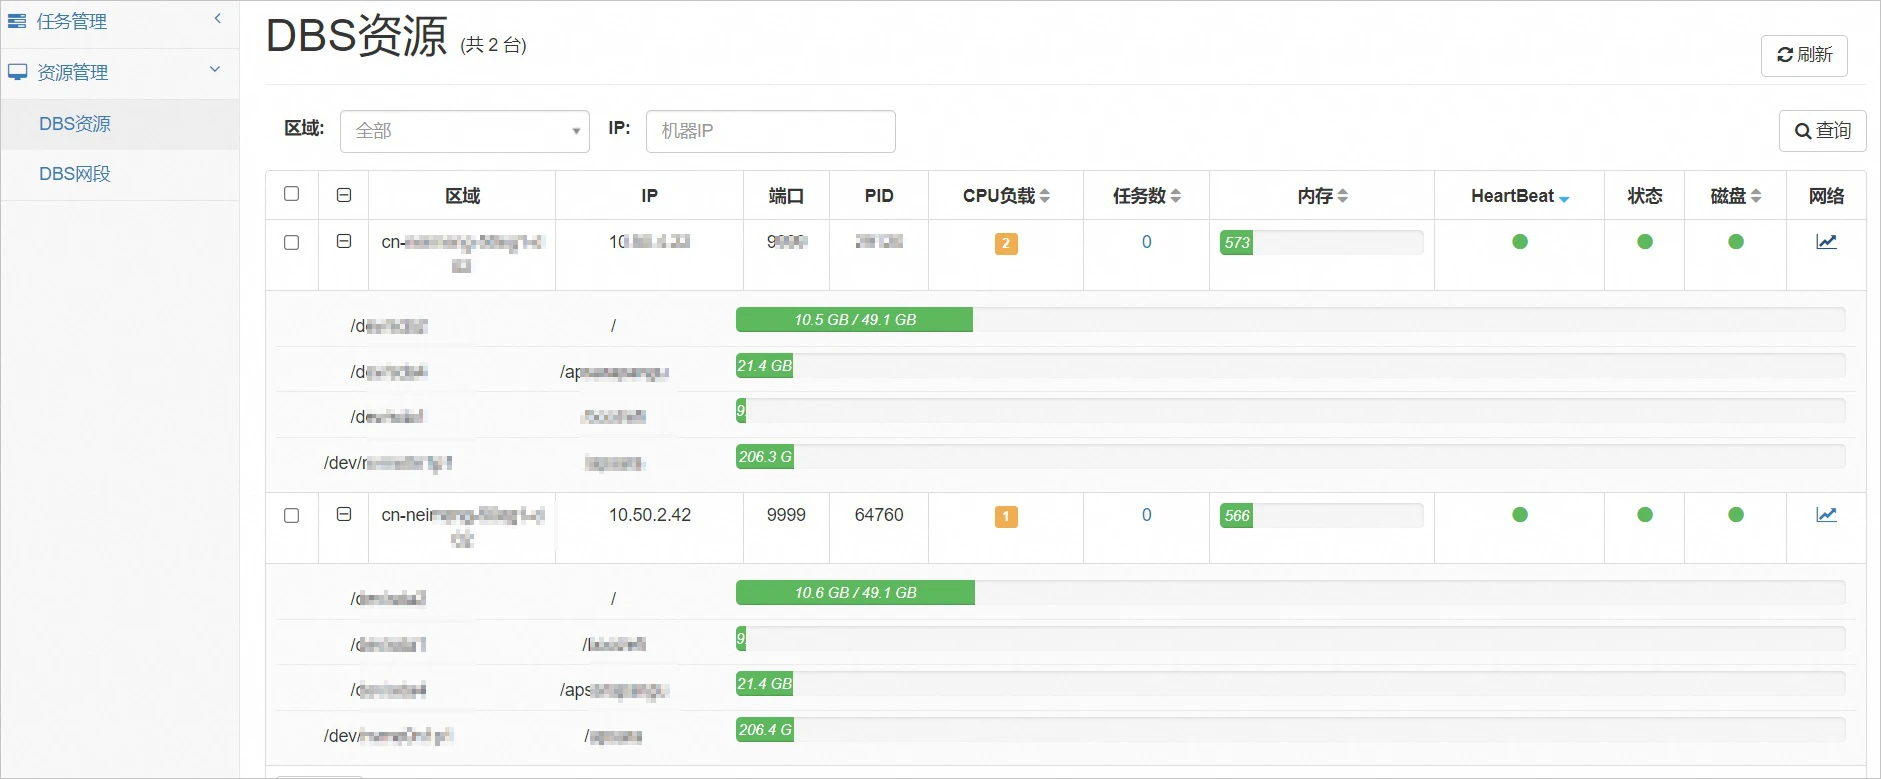 任务管理
资源管理
DBS资源
DBS网段
DBS资源 (共 2 台)
刷新
区域: 全部 IP: 机器IP 查询
区域 IP 端口 PID CPU负载 任务数 内存 HeartBeat 状态 磁盘 网络
cn- 2 0 573
/ 10.5 GB / 49.1 GB
21.4 GB
9
206.3 G
10.50.2.42 9999 64760 1 0 566
/ 10.6 GB / 49.1 GB
9
21.4 GB
206.4 G